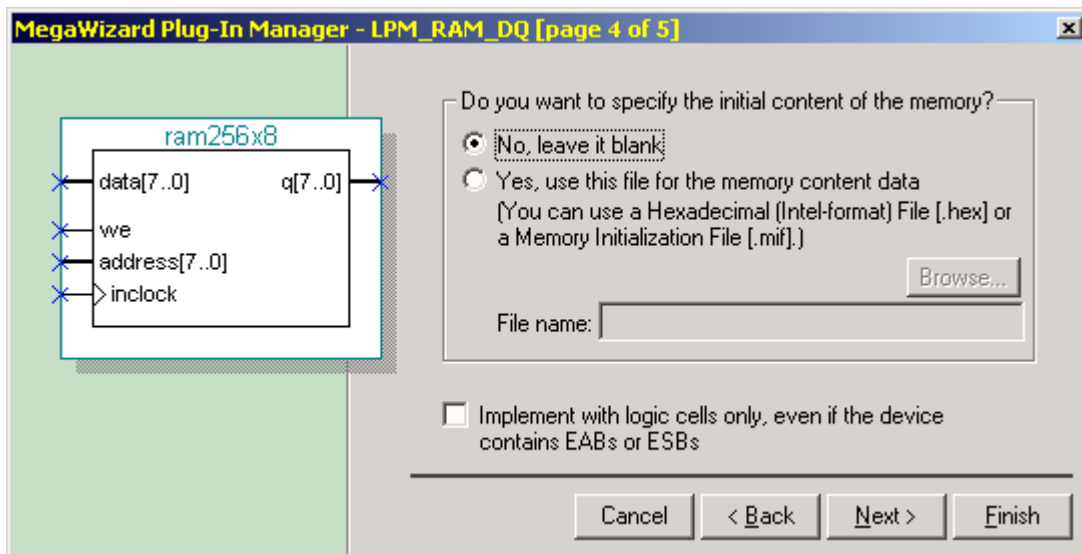 MegaWizard Plug-In Manager - LPM_RAM_DQ [page 4 of 5]
ram256x8
data[7..0]
q[7..0]
we
address[7..0]
inclock
Do you want to specify the initial content of the memory?
No, leave it blank
Yes, use this file for the memory content data
(You can use a Hexadecimal (Intel-format) File [.hex] or
a Memory Initialization File [.mif].)
Browse...
File name:
Implement with logic cells only, even if the device
contains EABs or ESBs
Cancel
< Back
Next >
Finish